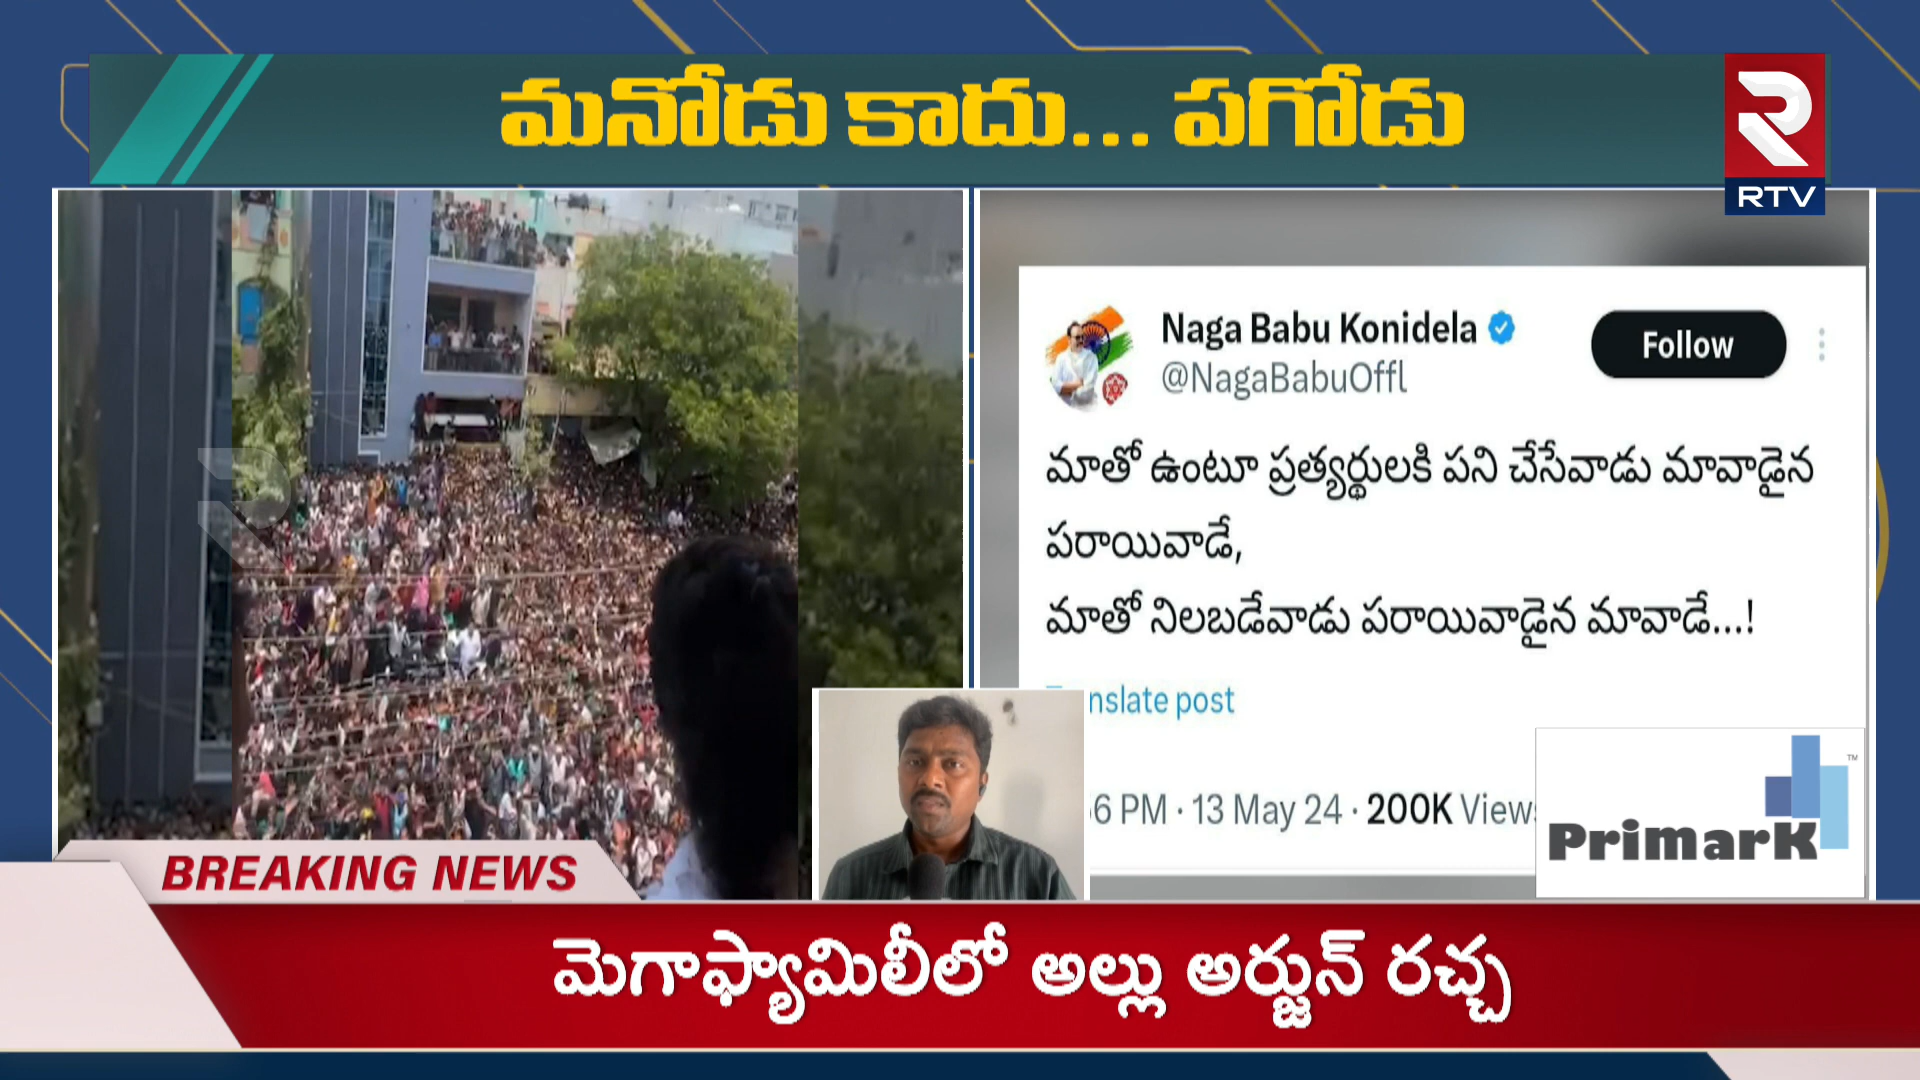 మనోడు కాదు... పగోడు
RTV
Naga Babu Konidela
@NagaBabuOffl
Follow
మాతో ఉంటూ ప్రత్యర్థులకి పని చేసేవాడు మావాడైన
పరాయివాడే,
మాతో నిలబడేవాడు పరాయివాడైన మావాడే...!
post
6 PM · 13 May 24 · 200K Views
PrimarK
TM
BREAKING NEWS
మెగాఫ్యామిలీలో అల్లు అర్జున్ రచ్చ